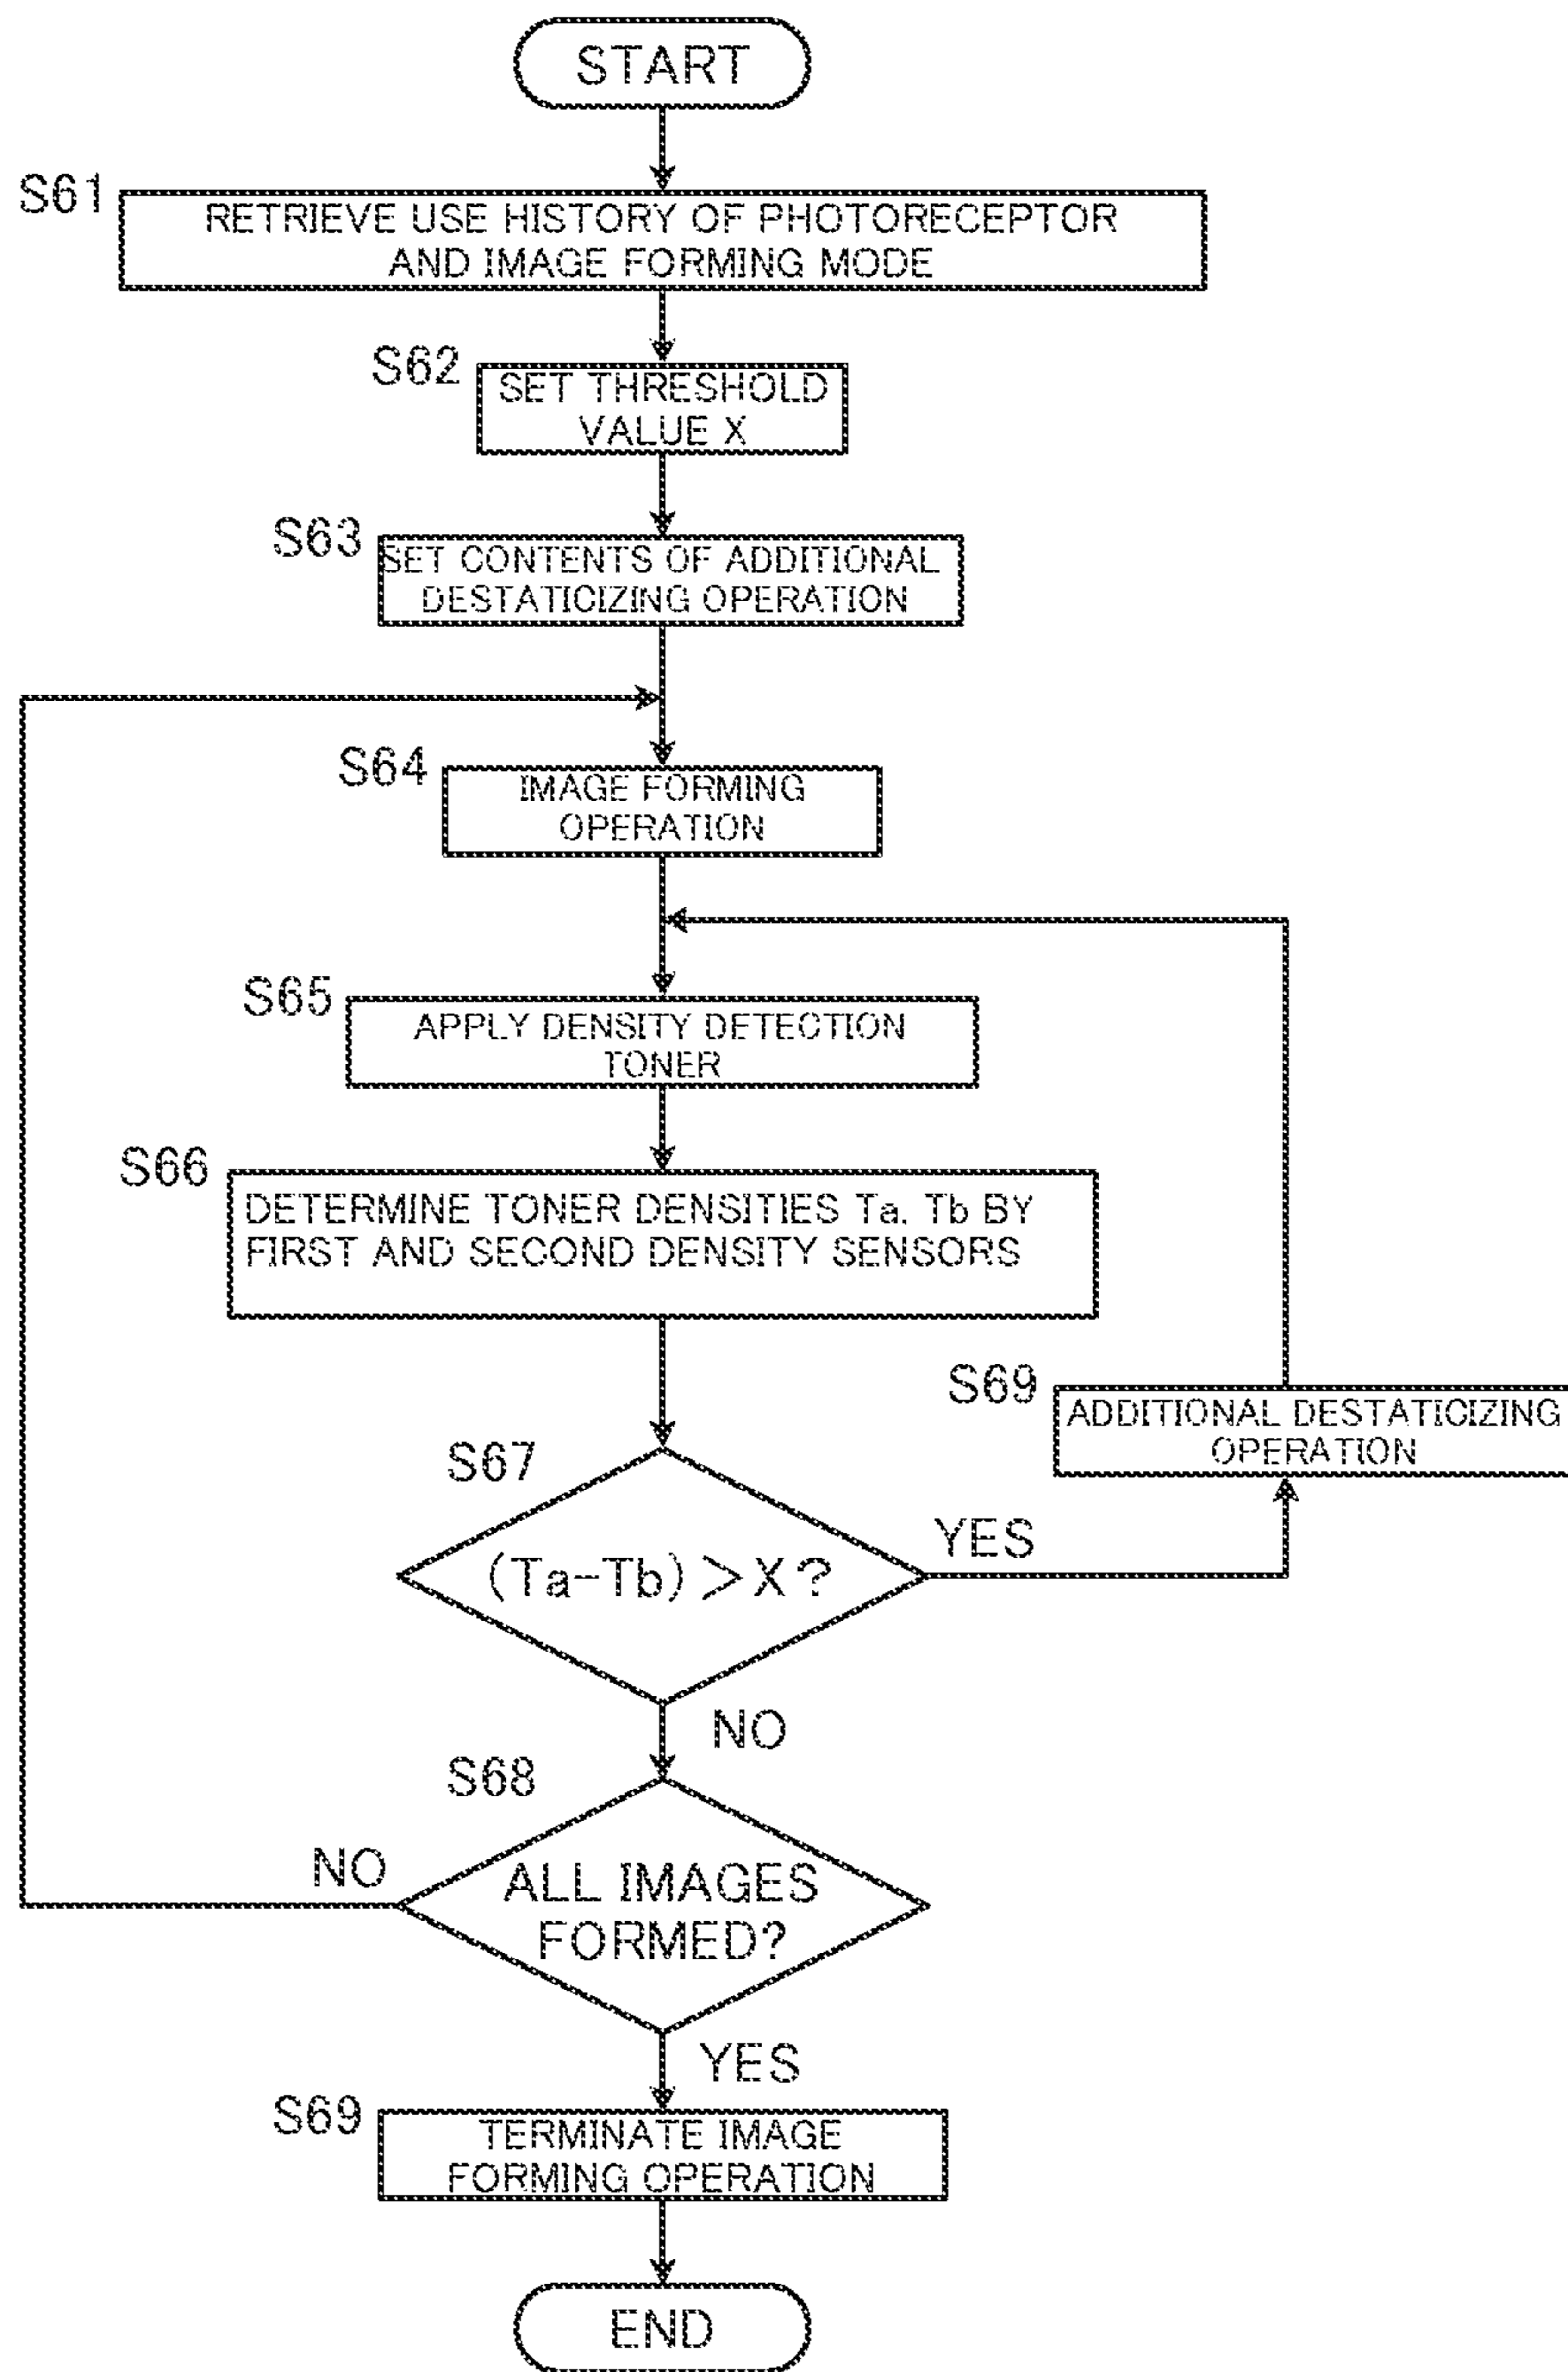 START
S61
RETRIEVE USE HISTORY OF PHOTORECEPTOR
AND IMAGE FORMING MODE
S62
SET THRESHOLD
VALUE X
S63
SET CONTENTS OF ADDITIONAL
DESTATICIZING OPERATION
S64
IMAGE FORMING
OPERATION
S65
APPLY DENSITY DETECTION
TONER
S66
DETERMINE TONER DENSITIES Ta, Tb BY
FIRST AND SECOND DENSITY SENSORS
S69
ADDITIONAL DESTATICIZING
OPERATION
S67
(Ta-Tb)>X?
YES
NO
S68
ALL IMAGES
FORMED?
NO
YES
S69
TERMINATE IMAGE
FORMING OPERATION
END